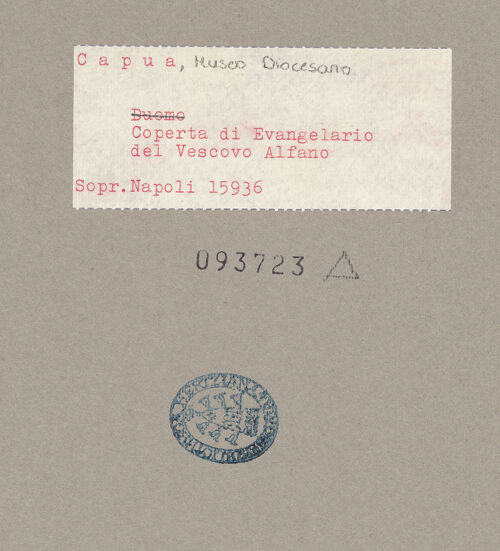 Capua, Museo Diocesano
Duomo
Coperta di Evangelario
del Vescovo Alfano
Sopr.Napoli 15936
093723